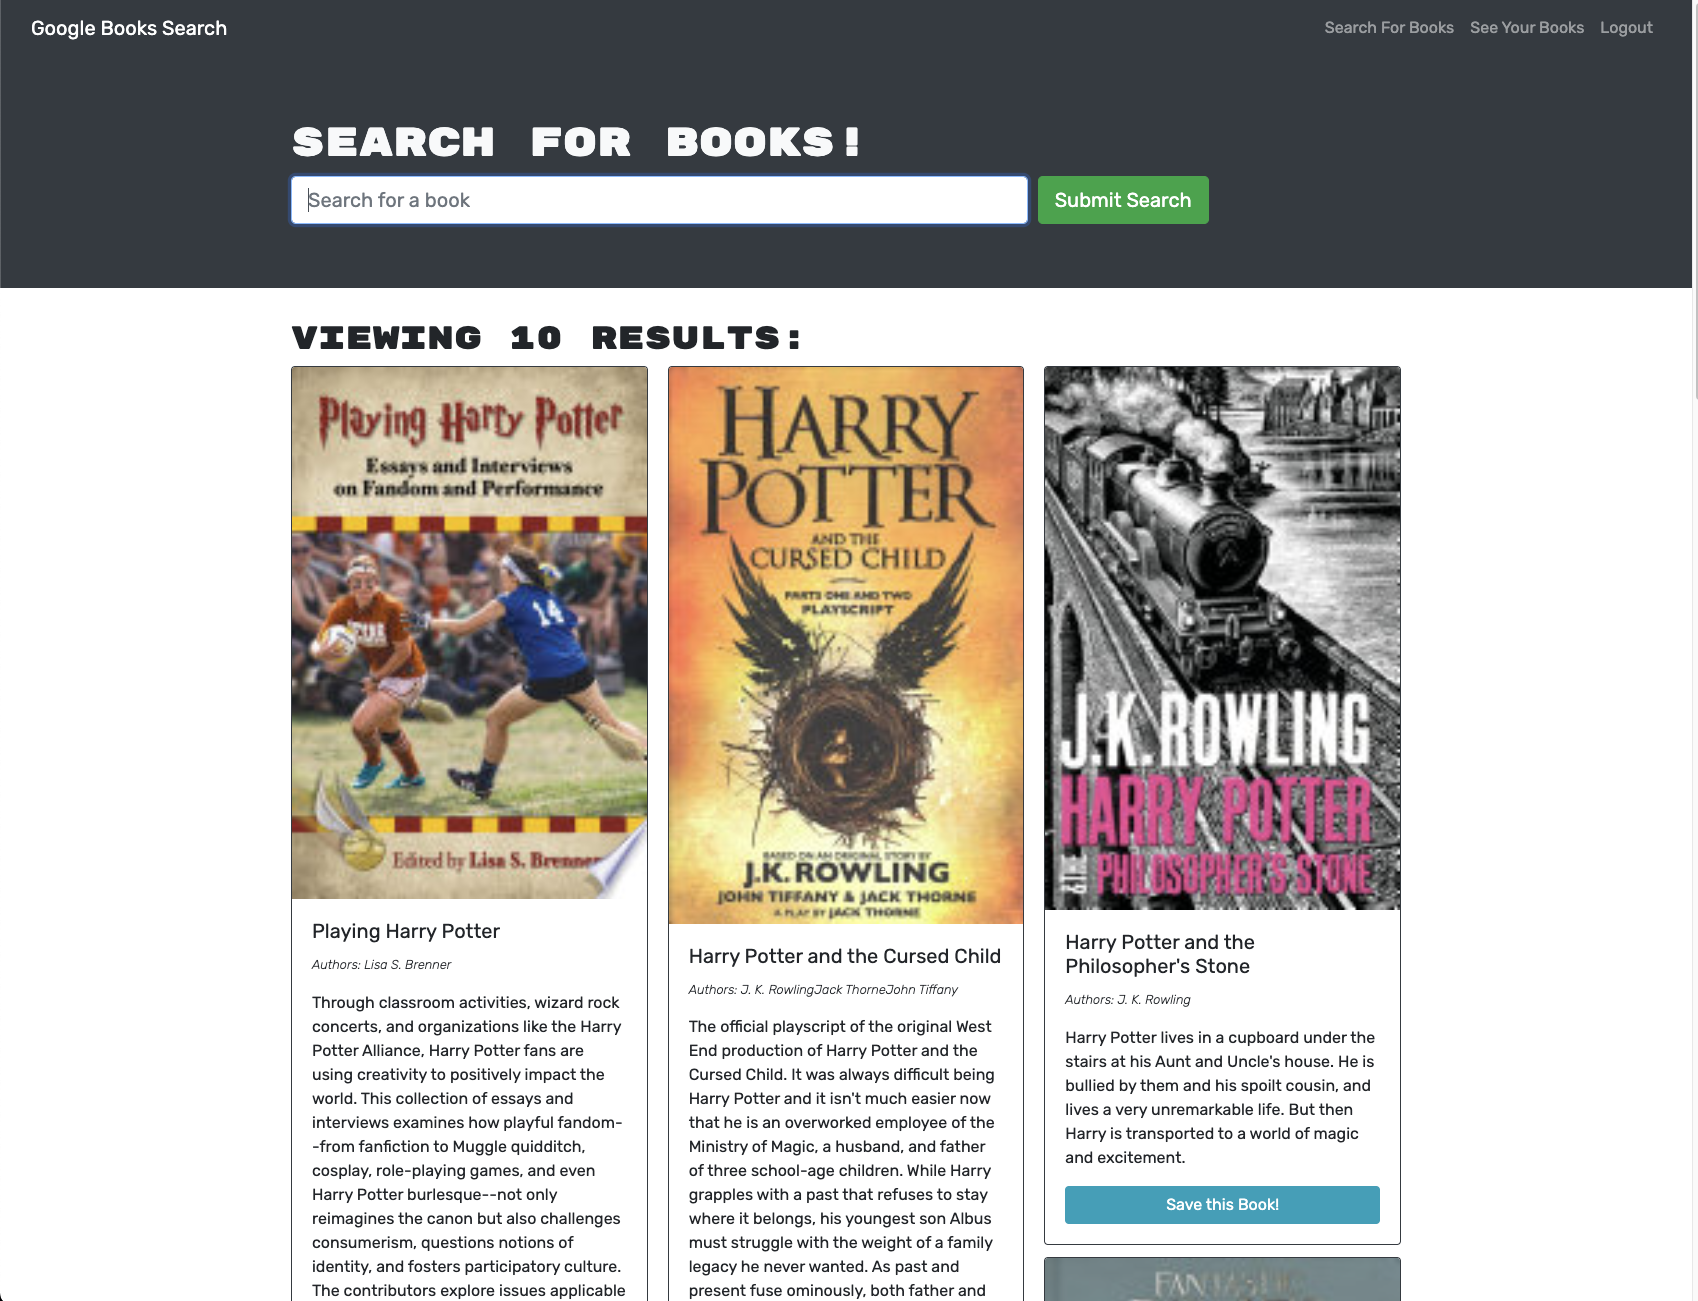 Google Books Search
Search For Books
See Your Books
Logout
SEARCH FOR BOOKS!
Search for a book
Submit Search
VIEWING 10 RESULTS:
Playing Harry Potter
Essays and Interviews
on Fandom and Performance
14
Edited by Lisa S. Brenner
Playing Harry Potter
Authors: Lisa S. Brenner
Through classroom activities, wizard rock
concerts, and organizations like the Harry
Potter Alliance, Harry Potter fans are
using creativity to positively impact the
world. This collection of essays and
interviews examines how playful fandom-
-from fanfiction to Muggle quidditch,
cosplay, role-playing games, and even
Harry Potter burlesque--not only
reimagines the canon but also challenges
consumerism, questions notions of
identity, and fosters participatory culture.
The contributors explore issues applicable
HARRY
POTTER
AND THE
CURSED CHILD
PARTS ONE AND TWO
PLAYSCRIPT
BASED ON AN ORIGINAL STORY BY
J.K. ROWLING
JOHN TIFFANY & JACK THORNE
A PLAY BY JACK THORNE
Harry Potter and the Cursed Child
Authors: J. K. RowlingJack ThorneJohn Tiffany
The official playscript of the original West
End production of Harry Potter and the
Cursed Child. It was always difficult being
Harry Potter and it isn't much easier now
that he is an overworked employee of the
Ministry of Magic, a husband, and father
of three school-age children. While Harry
grapples with a past that refuses to stay
where it belongs, his youngest son Albus
must struggle with the weight of a family
legacy he never wanted. As past and
present fuse ominously, both father and
J.K. ROWLING
HARRY POTTER
& THE PHILOSOPHER'S STONE
Harry Potter and the
Philosopher's Stone
Authors: J. K. Rowling
Harry Potter lives in a cupboard under the
stairs at his Aunt and Uncle's house. He is
bullied by them and his spoilt cousin, and
lives a very unremarkable life. But then
Harry is transported to a world of magic
and excitement.
Save this Book!
FANTASTIC